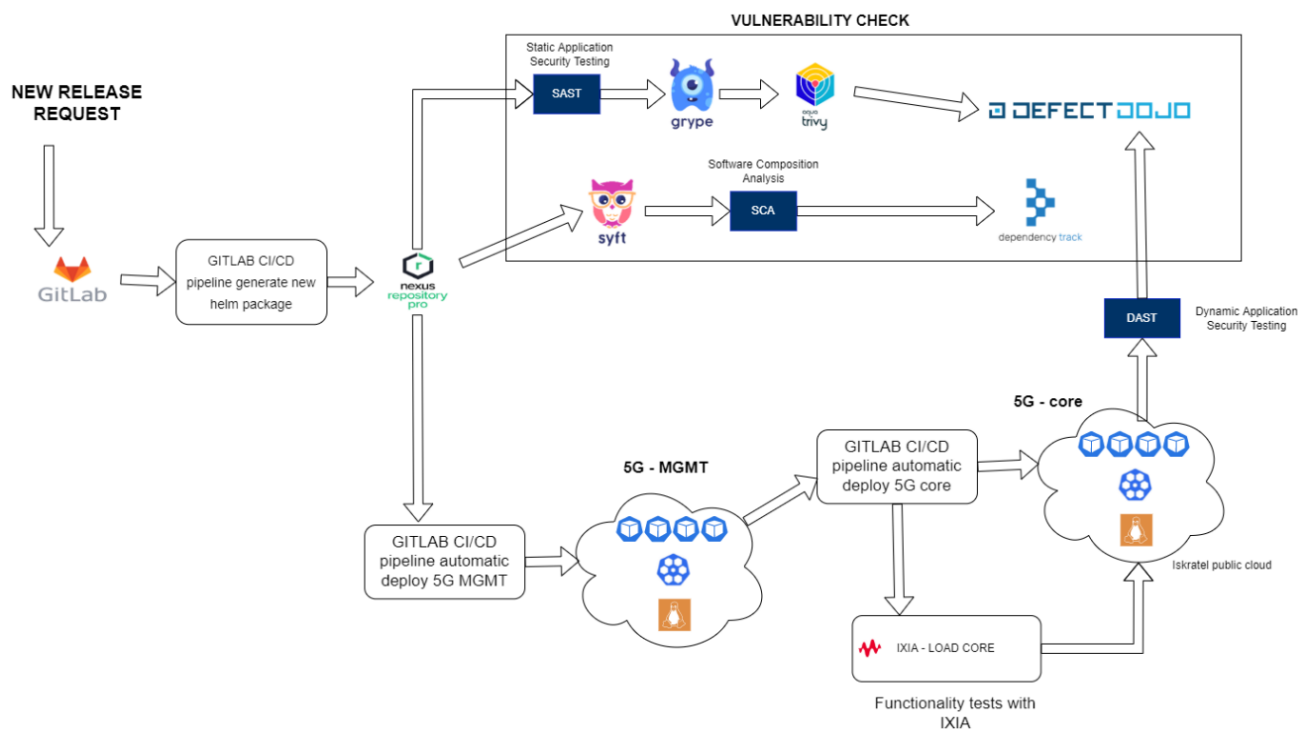 VULNERABILITY CHECK
Static Application
Security Testing
SAST
grype
aqua
trivy
DEFECTDOJO
NEW RELEASE
REQUEST
Software Composition
Analysis
syft
SCA
dependency track
GitLab
GITLAB CI/CD
pipeline generate new
helm package
r
nexus
repository
pro
DAST
Dynamic Application
Security Testing
5G - core
GITLAB CI/CD
pipeline automatic
deploy 5G core
5G - MGMT
GITLAB CI/CD
pipeline automatic
deploy 5G MGMT
Iskratel public cloud
IXIA - LOAD CORE
Functionality tests with
IXIA